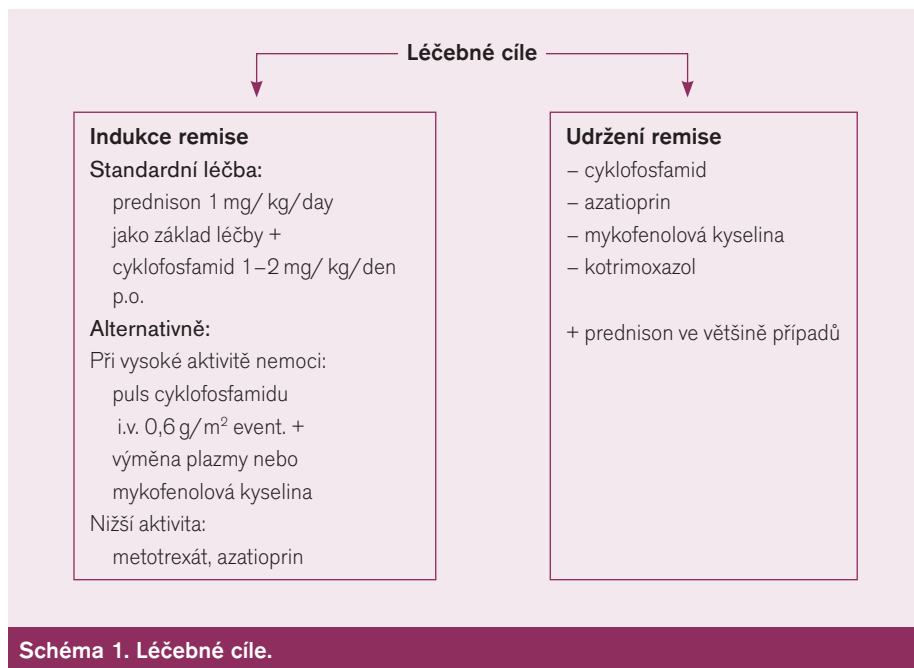 Léčebné cíle
Indukce remise
Standardní léčba:
prednison 1 mg/kg/day
jako základ léčby +
cyklofosfamid 1–2 mg/kg/den
p.o.
Alternativně:
Při vysoké aktivitě nemoci:
puls cyklofosfamidu
i.v. 0,6 g/m² event. +
výměna plazmy nebo
mykofenolová kyselina
Nižší aktivita:
metotrexát, azatioprin
Udržení remise
– cyklofosfamid
– azatioprin
– mykofenolová kyselina
– kotrimoxazol
+ prednison ve většině případů
Schéma 1. Léčebné cíle.